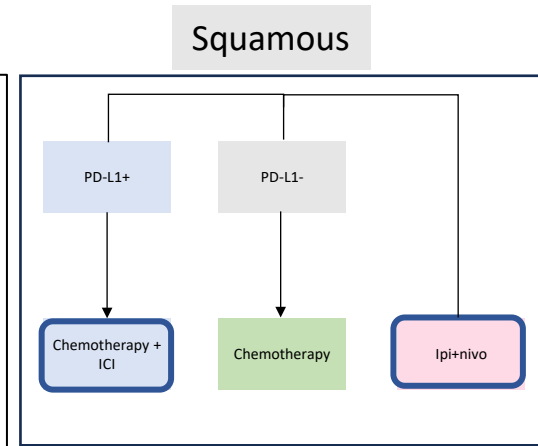 Squamous
PD-L1+
PD-L1-
Chemotherapy +
ICI
Chemotherapy
Ipi+nivo